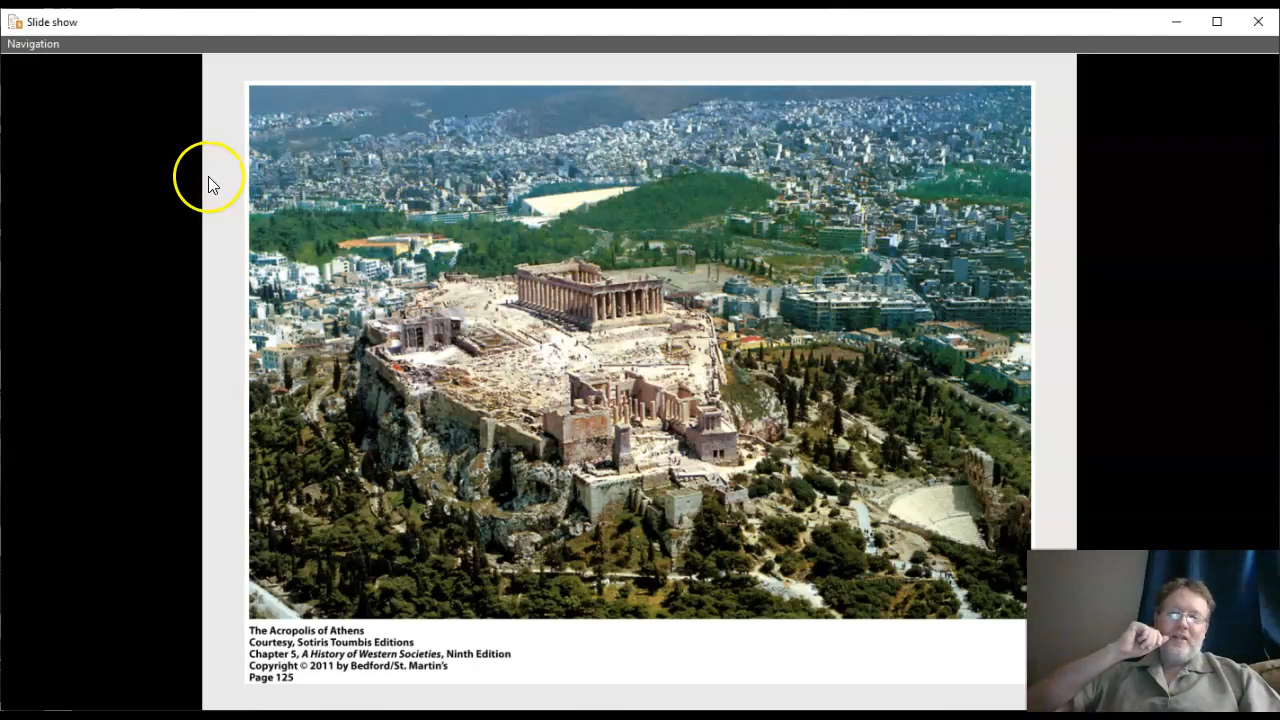 Slide show
Navigation
The Acropolis of Athens
Courtesy, Sotiris Toumbis Editions
Chapter 5, A History of Western Societies, Ninth Edition
Copyright © 2011 by Bedford/St. Martin's
Page 125